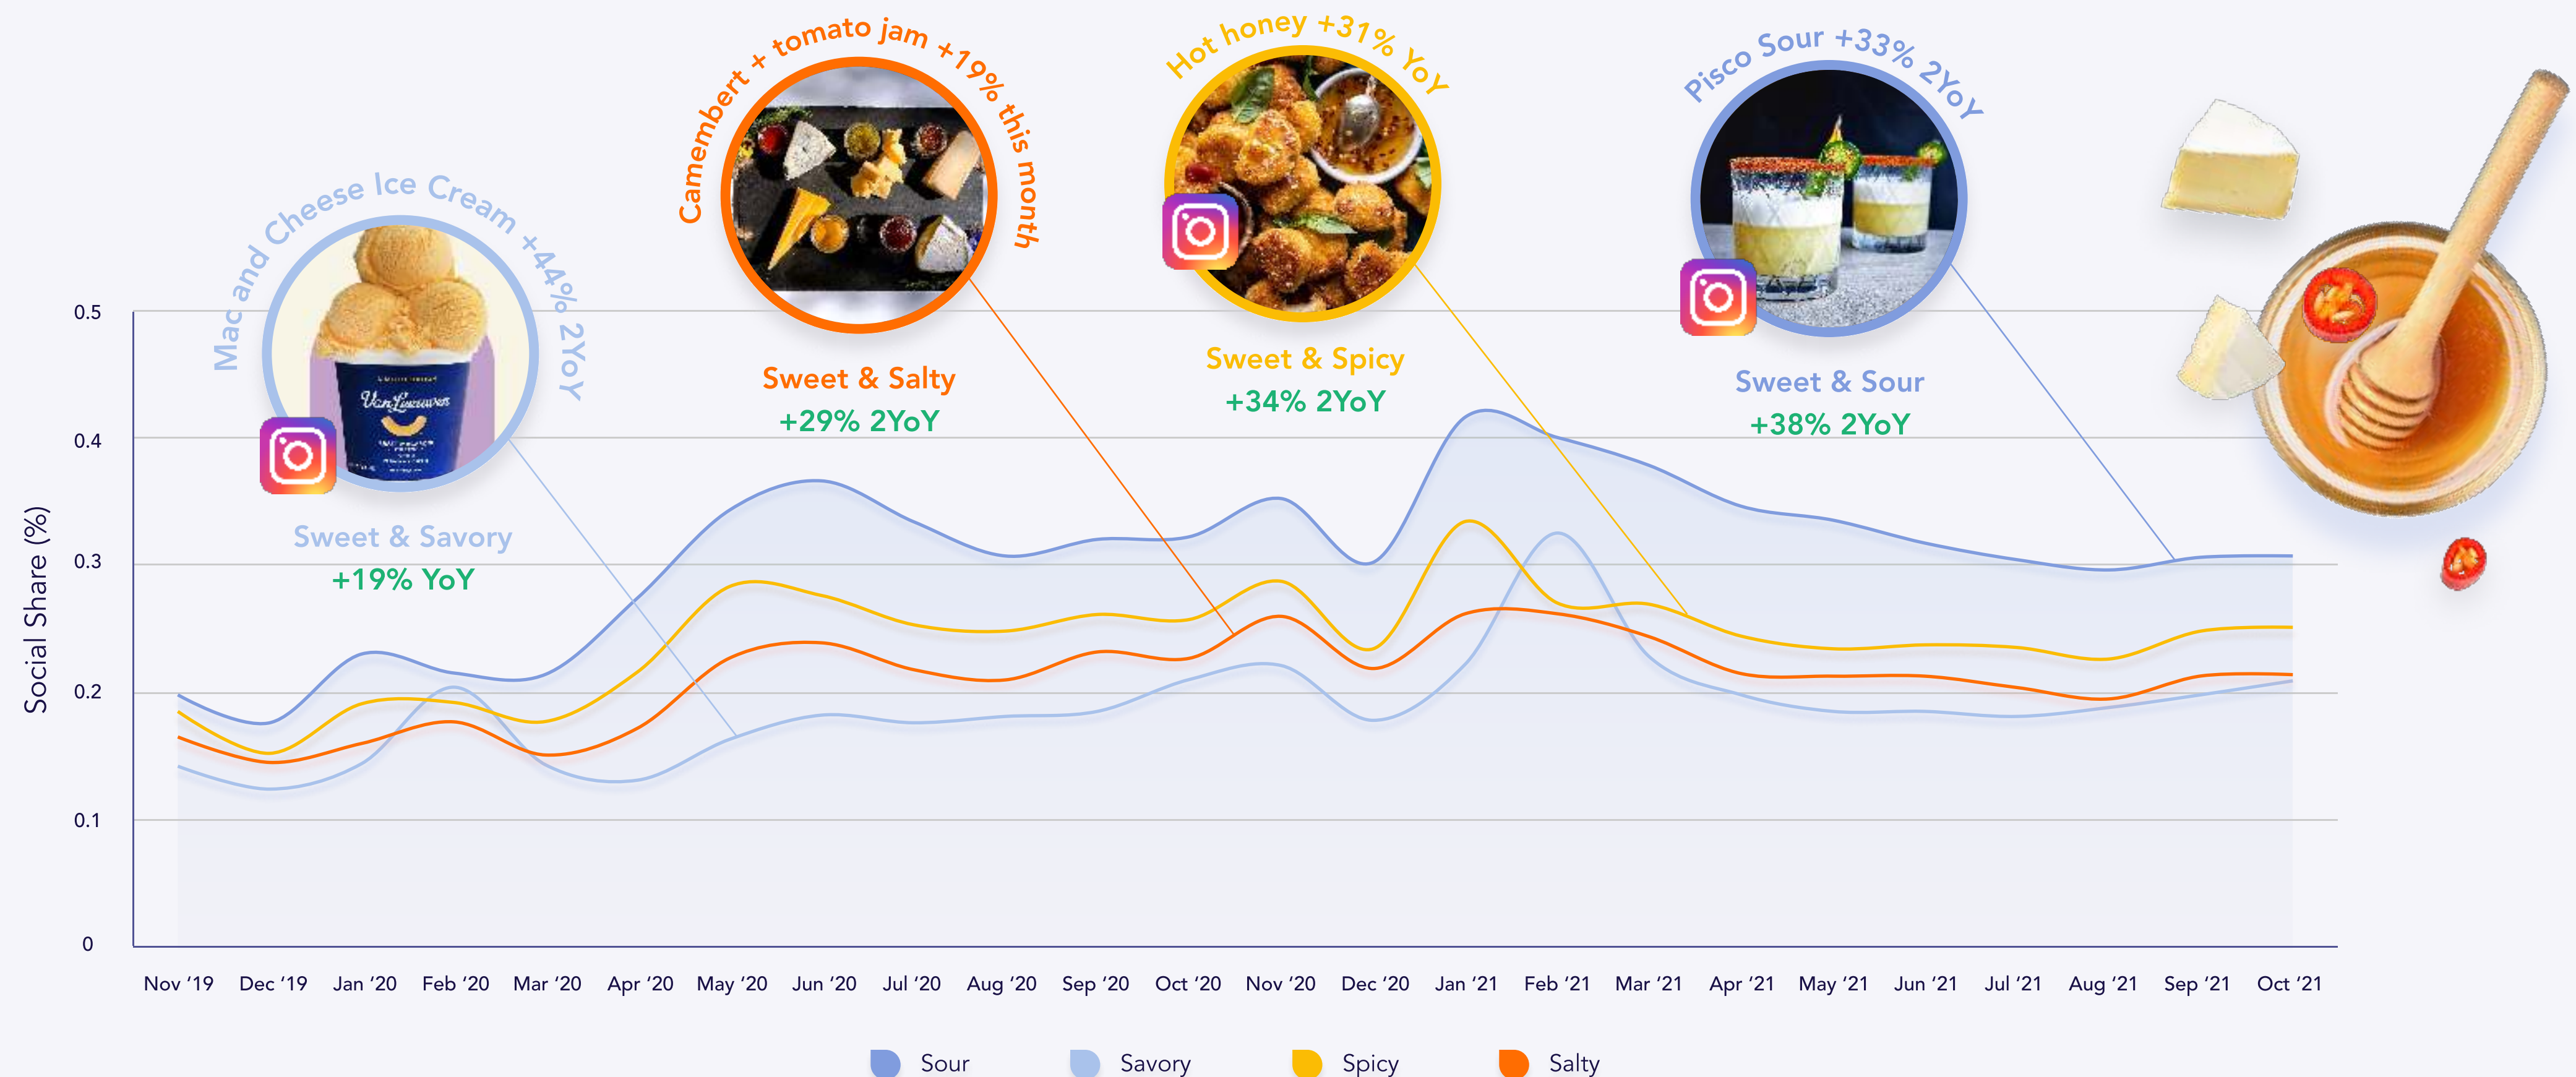 Mac and Cheese Ice Cream +44% 2YoY
Van Leeuwen
Sweet & Savory
+19% YoY
Camembert + tomato jam +19% this month
Sweet & Salty
+29% 2YoY
Hot honey +31% YoY
Sweet & Spicy
+34% 2YoY
Pisco Sour +33% 2YoY
Sweet & Sour
+38% 2YoY
Social Share (%)
0.5
0.4
0.3
0.2
0.1
0
Nov ‘19 Dec ‘19 Jan ‘20 Feb ‘20 Mar ‘20 Apr ‘20 May ‘20 Jun ‘20 Jul ‘20 Aug ‘20 Sep ‘20 Oct ‘20 Nov ‘20 Dec ‘20 Jan ‘21 Feb ‘21 Mar ‘21 Apr ‘21 May ‘21 Jun ‘21 Jul ‘21 Aug ‘21 Sep ‘21 Oct ‘21
Sour Savory Spicy Salty